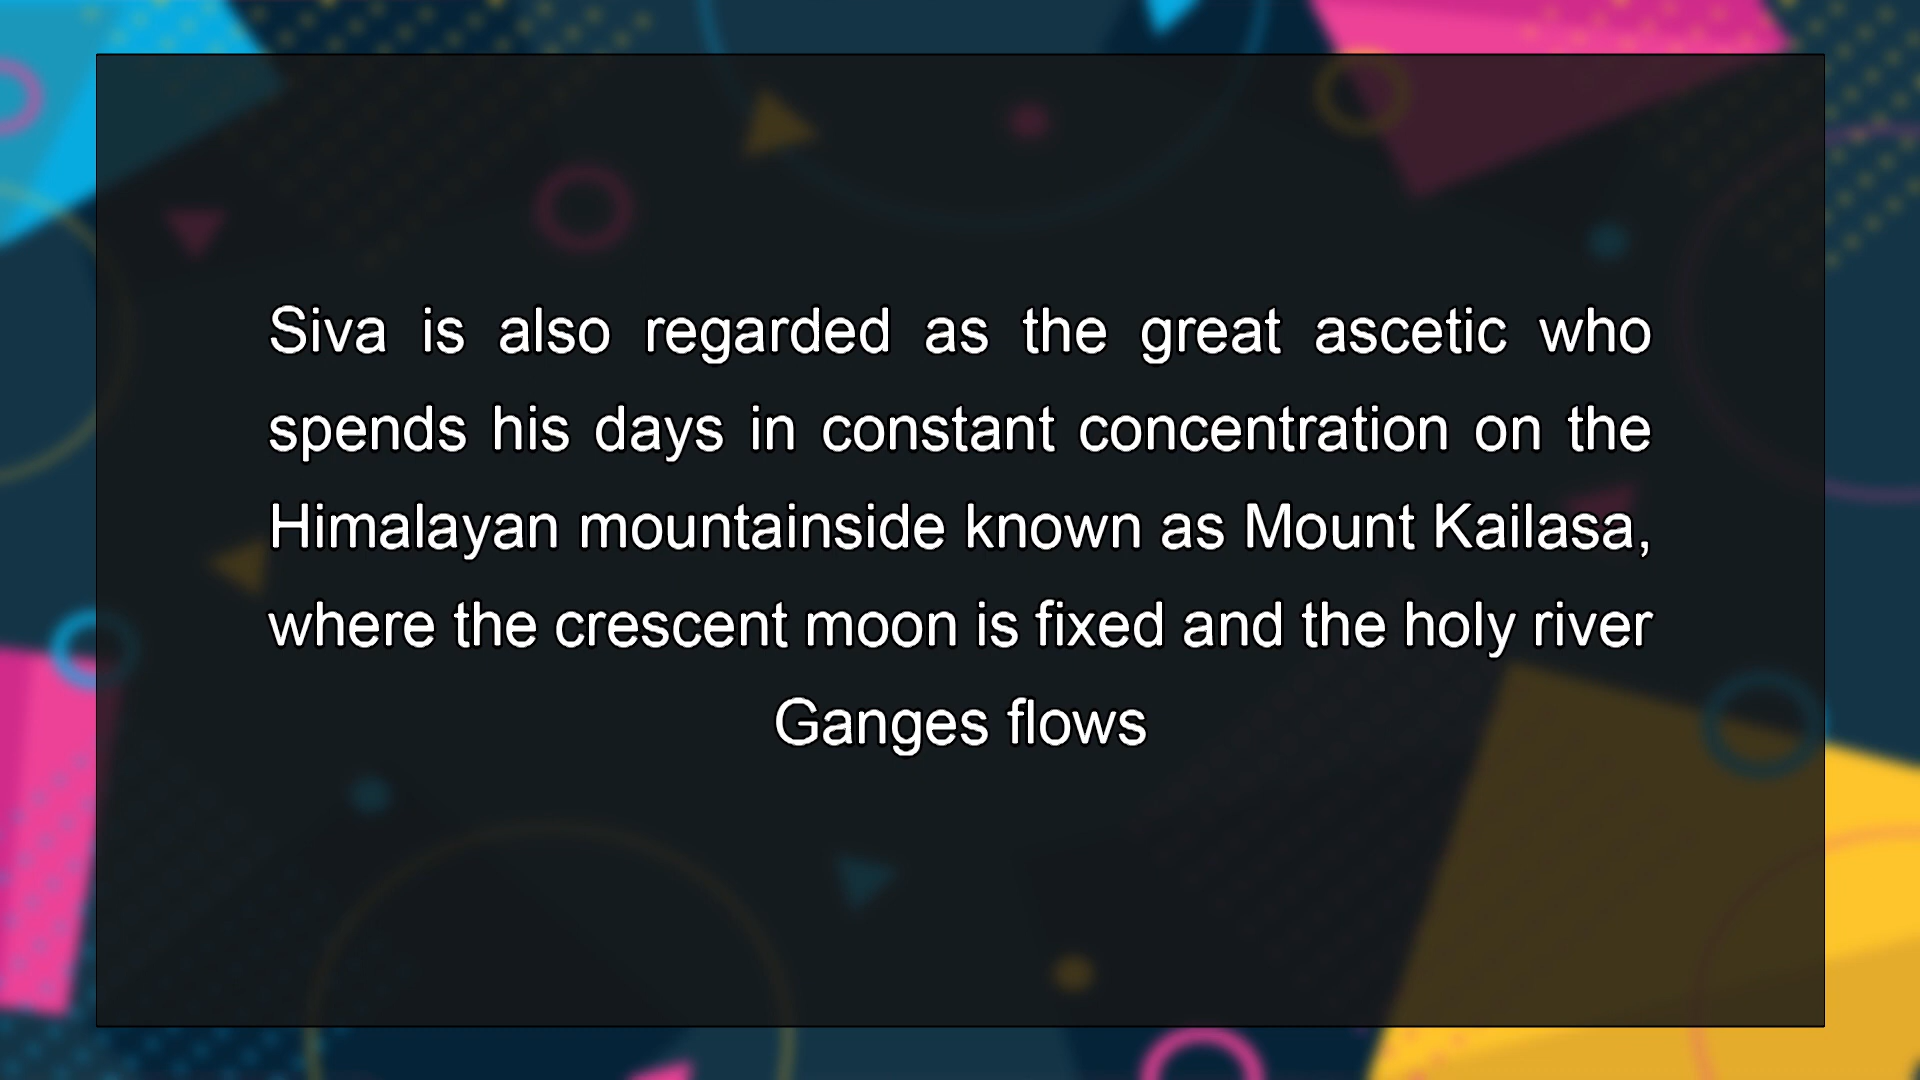 Siva is also regarded as the great ascetic who
spends his days in constant concentration on the
Himalayan mountainside known as Mount Kailasa,
where the crescent moon is fixed and the holy river
Ganges flows